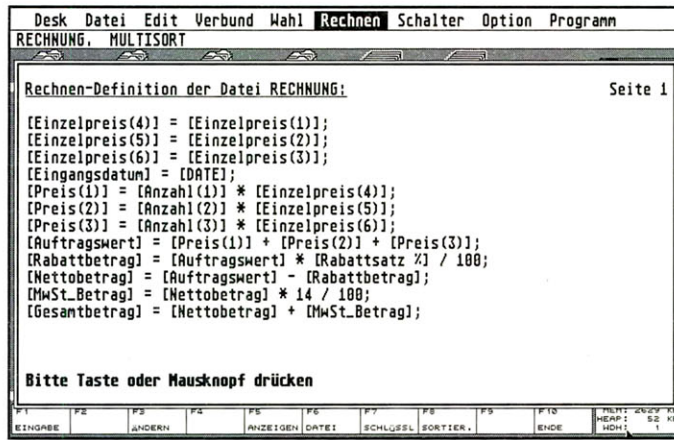 Desk Datei Edit Verbund Wahl Rechnen Schalter Option Programm
RECHNUNG. MULTISORT
Rechnen-Definition der Datei RECHNUNG: Seite 1
[Einzelpreis(4)] = [Einzelpreis(1)];
[Einzelpreis(5)] = [Einzelpreis(2)];
[Einzelpreis(6)] = [Einzelpreis(3)];
[Eingangsdatum] = [DATE];
[Preis(1)] = [Anzahl(1)] * [Einzelpreis(4)];
[Preis(2)] = [Anzahl(2)] * [Einzelpreis(5)];
[Preis(3)] = [Anzahl(3)] * [Einzelpreis(6)];
[Auftragswert] = [Preis(1)] + [Preis(2)] + [Preis(3)];
[Rabattbetrag] = [Auftragswert] * [Rabattsatz %] / 100;
[Nettobetrag] = [Auftragswert] - [Rabattbetrag];
[MwSt_Betrag] = [Nettobetrag] * 14 / 100;
[Gesamtbetrag] = [Nettobetrag] + [MwSt_Betrag];
Bitte Taste oder Mausknopf drücken
F1 F2 F3 F4 F5 F6 F7 F8 F9 F10 MEM: 2629 K
EINGABE ÄNDERN ANZEIGEN DATEI SCHLÜSSL SORTIER. ENDE HEAP: 52 K
WDH: 1